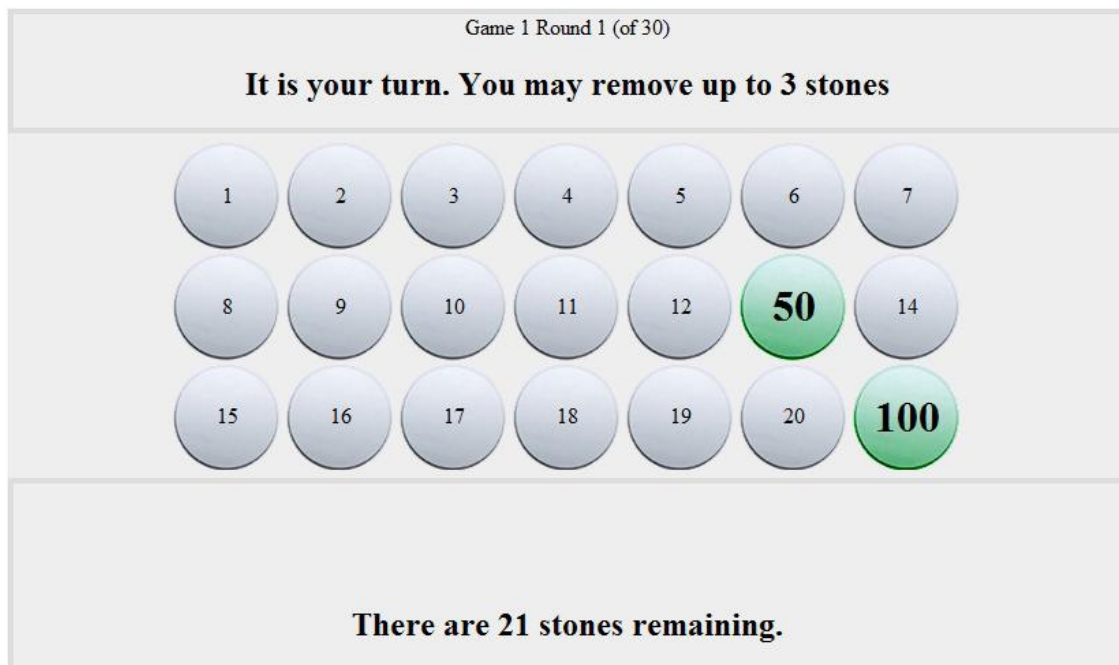 Game 1 Round 1 (of 30)
It is your turn. You may remove up to 3 stones
1 2 3 4 5 6 7
8 9 10 11 12 50 14
15 16 17 18 19 20 100
There are 21 stones remaining.